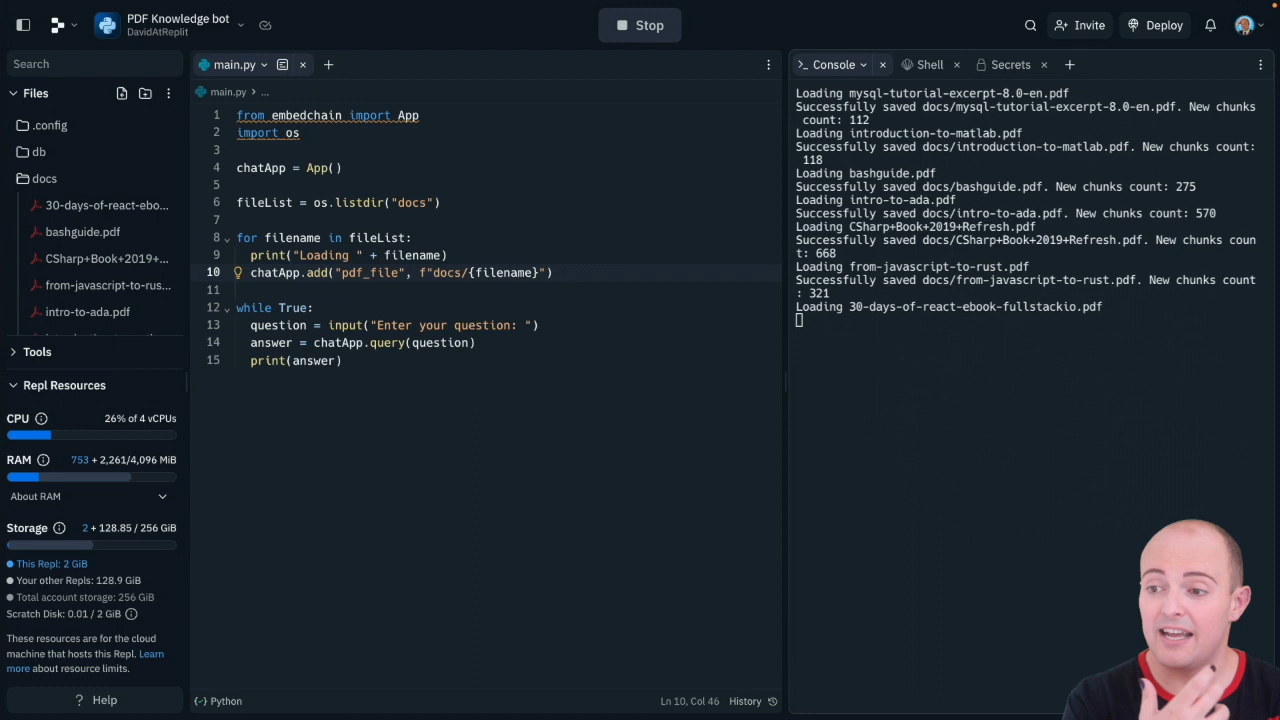 PDF Knowledge bot
DavidAtReplit
Stop
Invite
Deploy
Search
Files
.config
db
docs
30-days-of-react-ebo...
bashguide.pdf
CSharp+Book+2019+...
from-javascript-to-rus...
intro-to-ada.pdf
Tools
Repl Resources
CPU 26% of 4 vCPUs
RAM 753 + 2,261/4,096 MiB
About RAM
Storage 2 + 128.85 / 256 GiB
This Repl: 2 GiB
Your other Repls: 128.9 GiB
Total account storage: 256 GiB
Scratch Disk: 0.01 / 2 GiB
These resources are for the cloud
machine that hosts this Repl. Learn
more about resource limits.
? Help
main.py
main.py > ...
1 from embedchain import App
2 import os
3
4 chatApp = App()
5
6 fileList = os.listdir("docs")
7
8 for filename in fileList:
9 print("Loading " + filename)
10 chatApp.add("pdf_file", f"docs/{filename}")
11
12 while True:
13 question = input("Enter your question: ")
14 answer = chatApp.query(question)
15 print(answer)
Python
Ln 10, Col 46 History
Console
Shell
Secrets
Loading mysql-tutorial-excerpt-8.0-en.pdf
Successfully saved docs/mysql-tutorial-excerpt-8.0-en.pdf. New chunks
count: 112
Loading introduction-to-matlab.pdf
Successfully saved docs/introduction-to-matlab.pdf. New chunks count:
118
Loading bashguide.pdf
Successfully saved docs/bashguide.pdf. New chunks count: 275
Loading intro-to-ada.pdf
Successfully saved docs/intro-to-ada.pdf. New chunks count: 570
Loading CSharp+Book+2019+Refresh.pdf
Successfully saved docs/CSharp+Book+2019+Refresh.pdf. New chunks coun
t: 668
Loading from-javascript-to-rust.pdf
Successfully saved docs/from-javascript-to-rust.pdf. New chunks count
: 321
Loading 30-days-of-react-ebook-fullstackio.pdf